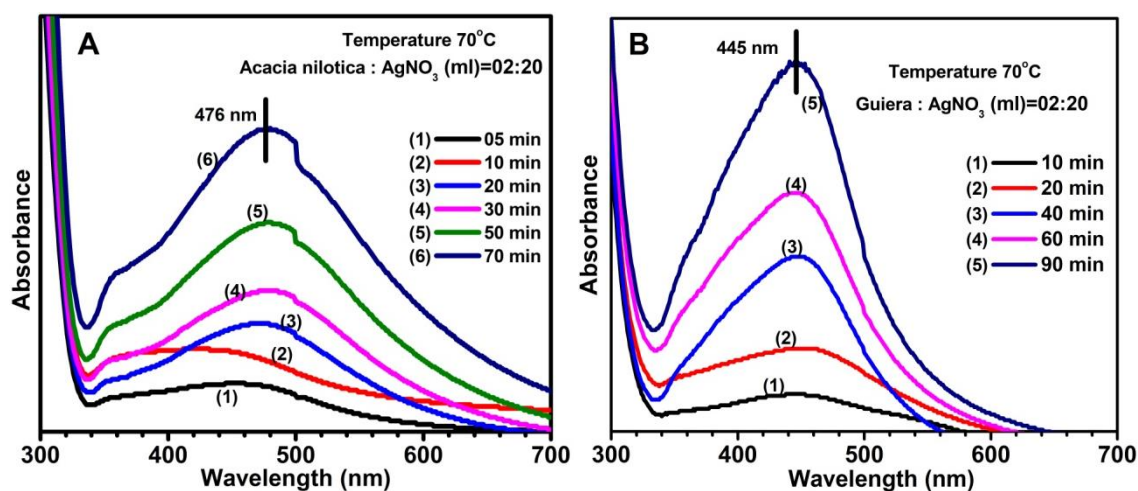 A
Temperature 70°C
Acacia nilotica : AgNO₃ (ml)=02:20
476 nm
(1) 05 min
(2) 10 min
(3) 20 min
(4) 30 min
(5) 50 min
(6) 70 min
(6)
(5)
(4)
(3)
(2)
(1)
Absorbance
300 400 500 600 700
Wavelength (nm)
B
445 nm
Temperature 70°C
Guiera : AgNO₃ (ml)=02:20
(1) 10 min
(2) 20 min
(3) 40 min
(4) 60 min
(5) 90 min
(5)
(4)
(3)
(2)
(1)
Absorbance
300 400 500 600 700
Wavelength (nm)